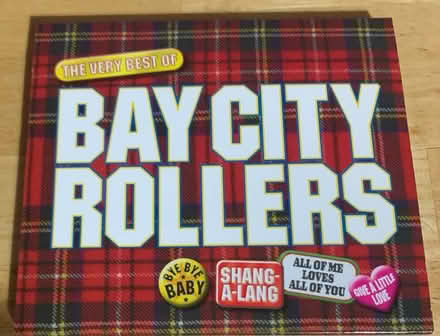 THE VERY BEST OF
BAY CITY
ROLLERS
BYE BYE
BABY
SHANG-
A-LANG
ALL OF ME
LOVES
ALL OF YOU
GIVE A LITTLE
LOVE